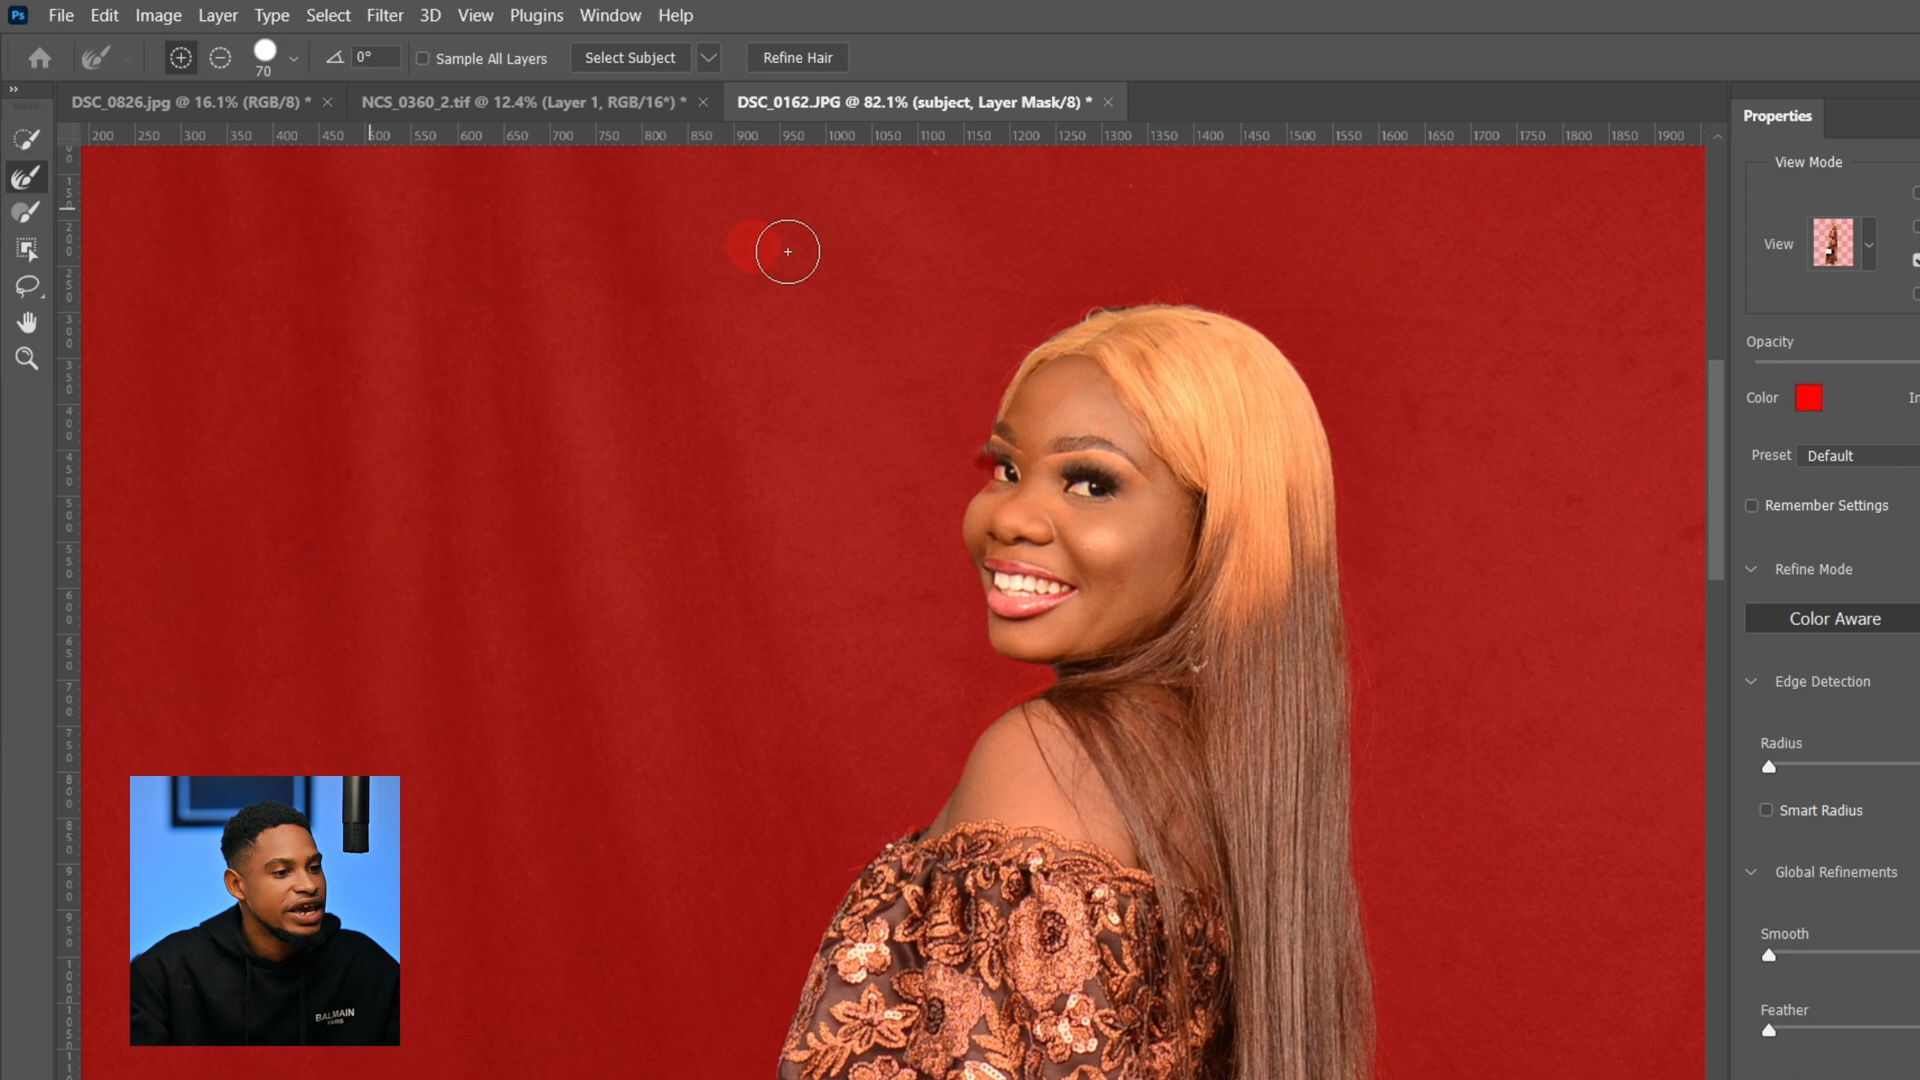 Ps File Edit Image Layer Type Select Filter 3D View Plugins Window Help
70 0° Sample All Layers Select Subject Refine Hair
DSC_0826.jpg @ 16.1% (RGB/8) * × NCS_0360_2.tif @ 12.4% (Layer 1, RGB/16*) * × DSC_0162.JPG @ 82.1% (subject, Layer Mask/8) * ×
200 250 300 350 400 450 500 550 600 650 700 750 800 850 900 950 1000 1050 1100 1150 1200 1250 1300 1350 1400 1450 1500 1550 1600 1650 1700 1750 1800 1850 1900
Properties
View Mode
View
Opacity
Color
Preset Default
Remember Settings
Refine Mode
Color Aware
Edge Detection
Radius
Smart Radius
Global Refinements
Smooth
Feather
BALMAIN
PARIS